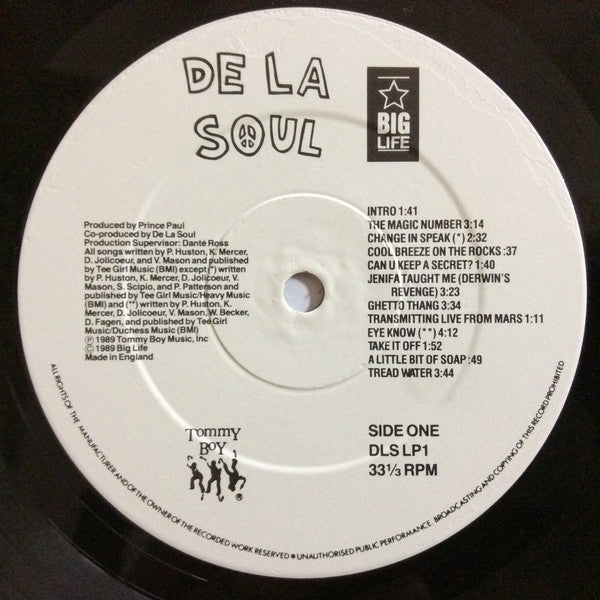 DE LA
SOUL
BIG
LIFE
Produced by Prince Paul
Co-produced by De La Soul
Production Supervisor: Danté Ross
All songs written by P. Huston, K. Mercer,
D. Jolicoeur, and V. Mason and published
by Tee Girl Music (BMI) except (*) written
by P. Huston, K. Mercer, D. Jolicoeur, V.
Mason, S. Scipio, and P. Patterson and
published by Tee Girl Music/Heavy Music
(BMI) and (**) written by P. Huston, K.
Mercer, D. Jolicoeur, V. Mason, W. Becker,
D. Fagen, and published by Tee Girl
Music/Duchess Music (BMI)
Ⓟ 1989 Tommy Boy Music, Inc
© 1989 Big Life
Made in England
INTRO 1:41
THE MAGIC NUMBER 3:14
CHANGE IN SPEAK (*) 2:32
COOL BREEZE ON THE ROCKS :37
CAN U KEEP A SECRET? 1:40
JENIFA TAUGHT ME (DERWIN'S
REVENGE) 3:23
GHETTO THANG 3:34
TRANSMITTING LIVE FROM MARS 1:11
EYE KNOW (**) 4:12
TAKE IT OFF 1:52
A LITTLE BIT OF SOAP :49
TREAD WATER 3:44
TOMMY
BOY
SIDE ONE
DLS LP1
33⅓ RPM
ALL RIGHTS OF THE MANUFACTURER AND OF THE OWNER OF THE RECORDED WORK RESERVED • UNAUTHORISED PUBLIC PERFORMANCE, BROADCASTING AND COPYING OF THIS RECORD PROHIBITED